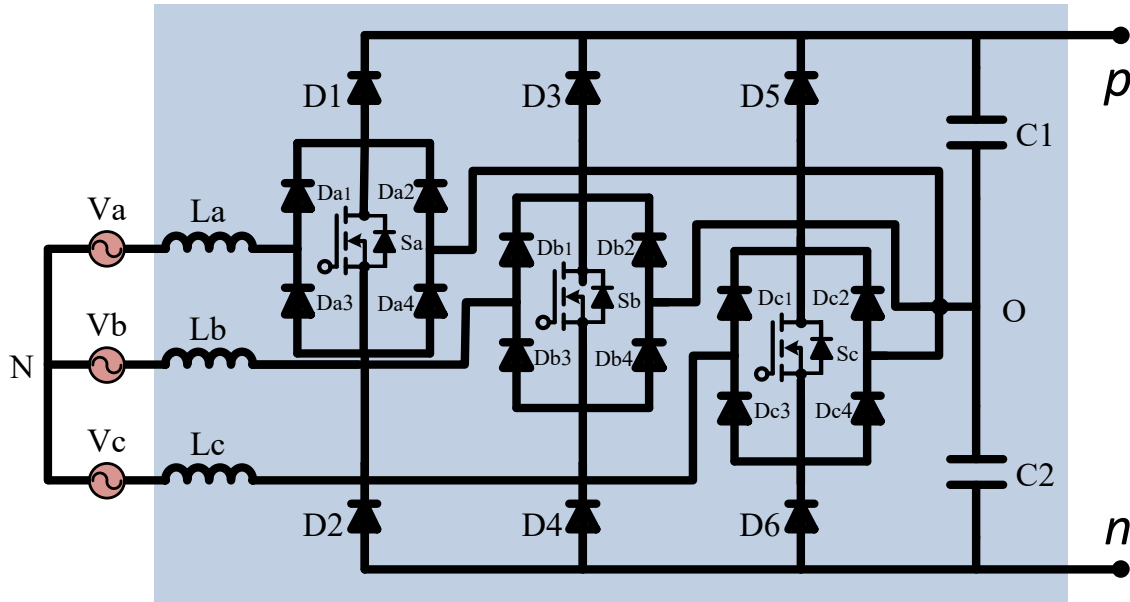 p
D1
D3
D5
C1
Da1
Da2
Sa
Va
La
Db1
Db2
Sb
Da3
Da4
Dc1
Dc2
Sc
O
Vb
Lb
N
Db3
Db4
Dc3
Dc4
Vc
Lc
C2
D2
D4
D6
n